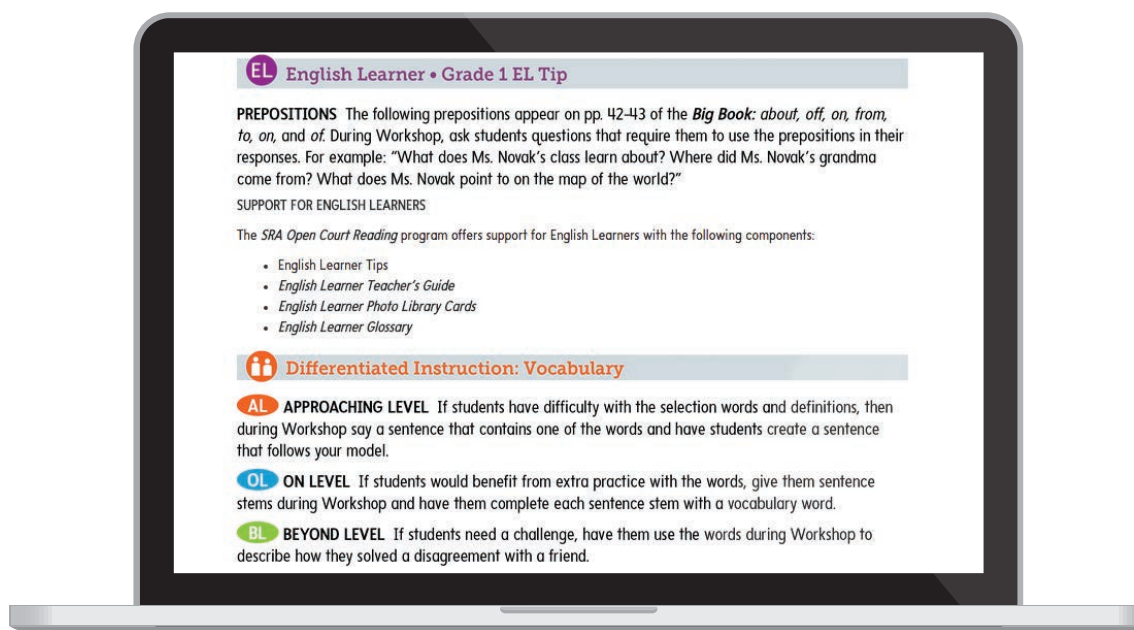 EL English Learner • Grade 1 EL Tip
PREPOSITIONS The following prepositions appear on pp. 42–43 of the Big Book: about, off, on, from,
to, on, and of. During Workshop, ask students questions that require them to use the prepositions in their
responses. For example: “What does Ms. Novak’s class learn about? Where did Ms. Novak’s grandma
come from? What does Ms. Novak point to on the map of the world?”
SUPPORT FOR ENGLISH LEARNERS
The SRA Open Court Reading program offers support for English Learners with the following components:
• English Learner Tips
• English Learner Teacher’s Guide
• English Learner Photo Library Cards
• English Learner Glossary
Differentiated Instruction: Vocabulary
AL APPROACHING LEVEL If students have difficulty with the selection words and definitions, then
during Workshop say a sentence that contains one of the words and have students create a sentence
that follows your model.
OL ON LEVEL If students would benefit from extra practice with the words, give them sentence
stems during Workshop and have them complete each sentence stem with a vocabulary word.
BL BEYOND LEVEL If students need a challenge, have them use the words during Workshop to
describe how they solved a disagreement with a friend.